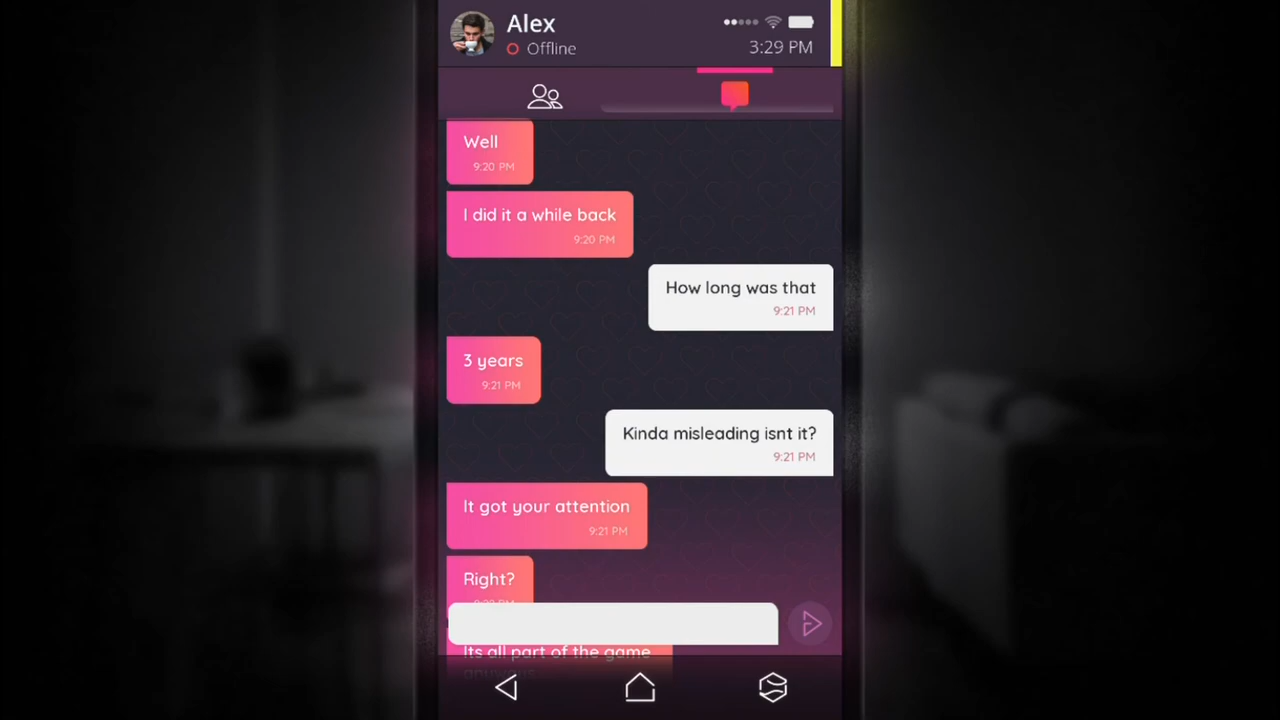 Alex
Offline
3:29 PM
Well
9:20 PM
I did it a while back
9:20 PM
How long was that
9:21 PM
3 years
9:21 PM
Kinda misleading isnt it?
9:21 PM
It got your attention
9:21 PM
Right?
Its all part of the game
anyways